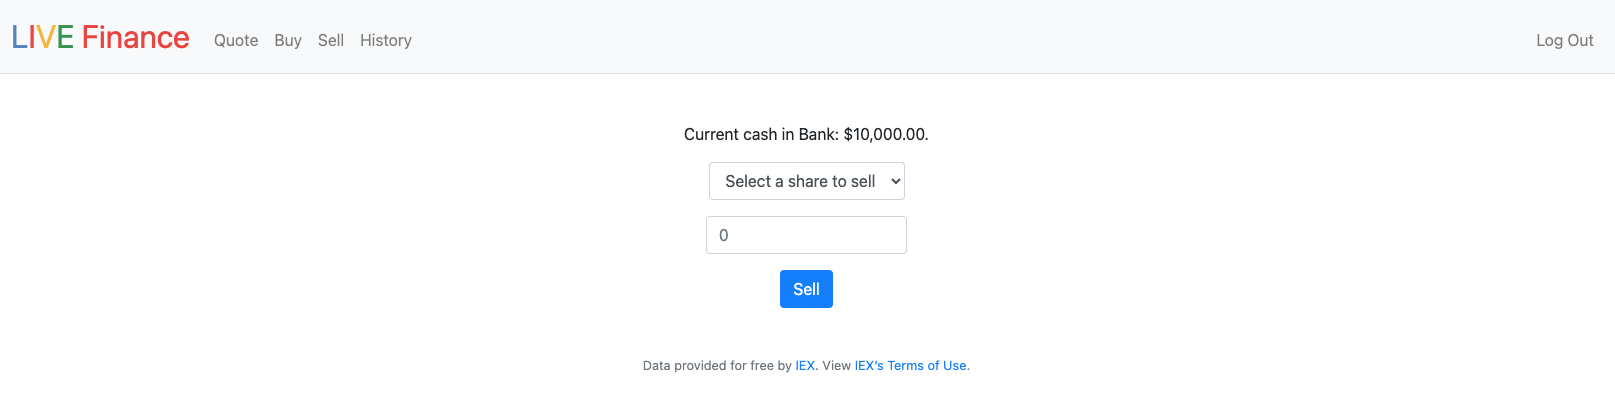 LIVE Finance Quote Buy Sell History Log Out
Current cash in Bank: $10,000.00.
Select a share to sell
0
Sell
Data provided for free by IEX. View IEX's Terms of Use.